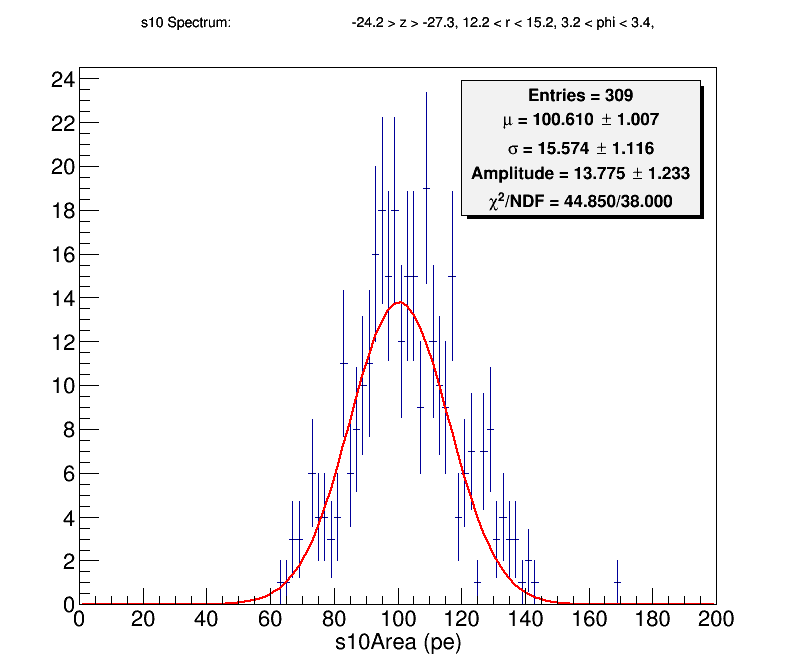 s10 Spectrum: -24.2 > z > -27.3, 12.2 < r < 15.2, 3.2 < phi < 3.4,
Entries = 309
μ = 100.610 ± 1.007
σ = 15.574 ± 1.116
Amplitude = 13.775 ± 1.233
χ²/NDF = 44.850/38.000
24
22
20
18
16
14
12
10
8
6
4
2
0
0 20 40 60 80 100 120 140 160 180 200
s10Area (pe)